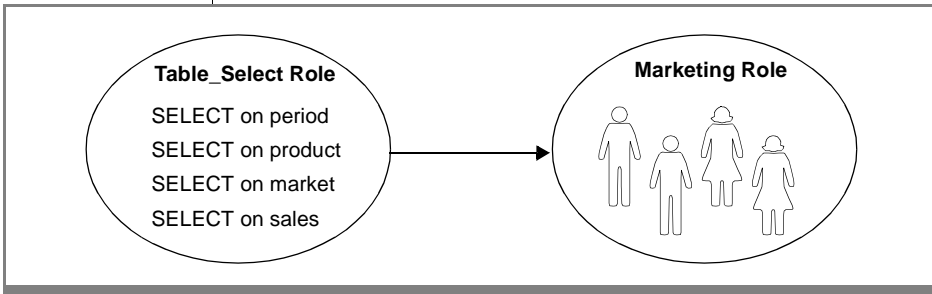 Table_Select Role
SELECT on period
SELECT on product
SELECT on market
SELECT on sales
Marketing Role